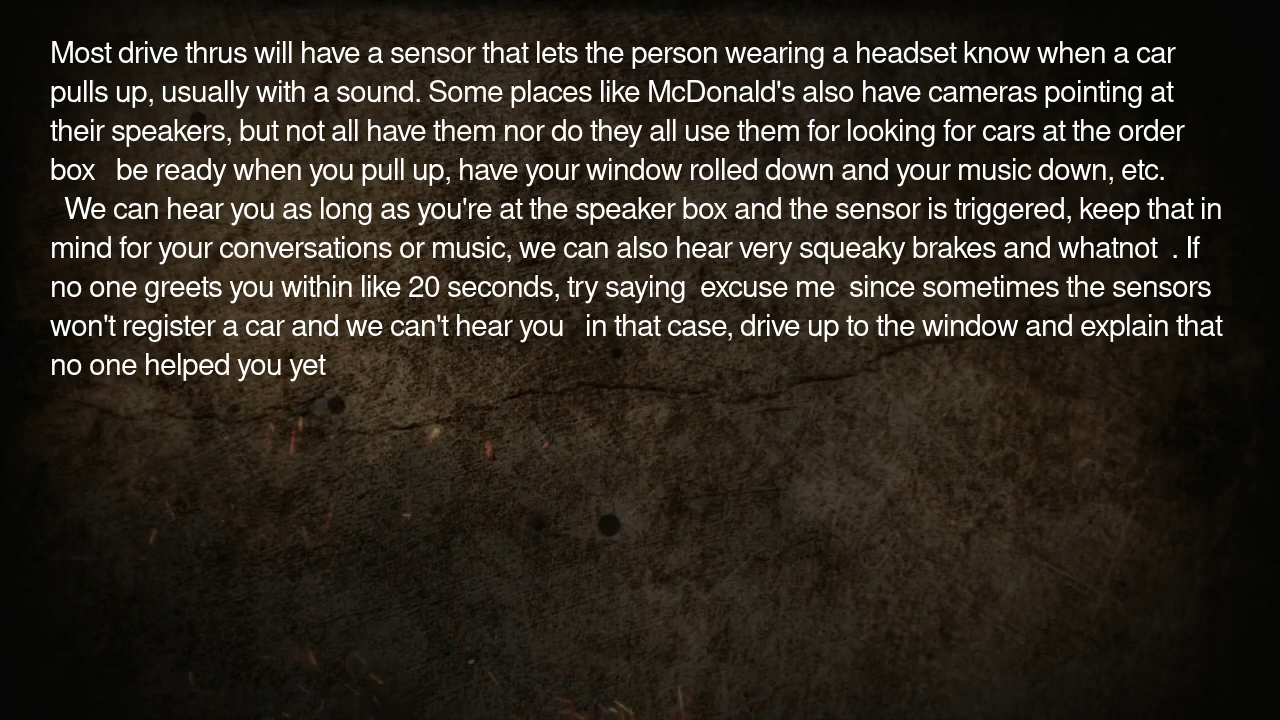 Most drive thrus will have a sensor that lets the person wearing a headset know when a car
pulls up, usually with a sound. Some places like McDonald's also have cameras pointing at
their speakers, but not all have them nor do they all use them for looking for cars at the order
box   be ready when you pull up, have your window rolled down and your music down, etc.
  We can hear you as long as you're at the speaker box and the sensor is triggered, keep that in
mind for your conversations or music, we can also hear very squeaky brakes and whatnot  . If
no one greets you within like 20 seconds, try saying  excuse me  since sometimes the sensors
won't register a car and we can't hear you   in that case, drive up to the window and explain that
no one helped you yet